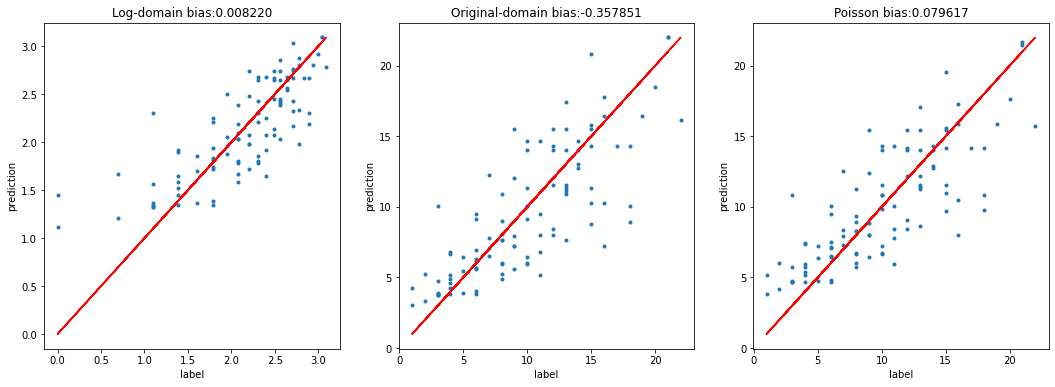 Log-domain bias:0.008220
3.0
2.5
2.0
1.5
1.0
0.5
0.0
prediction
0.0 0.5 1.0 1.5 2.0 2.5 3.0
label
Original-domain bias:-0.357851
20
15
10
5
0
prediction
0 5 10 15 20
label
Poisson bias:0.079617
20
15
10
5
0
prediction
0 5 10 15 20
label